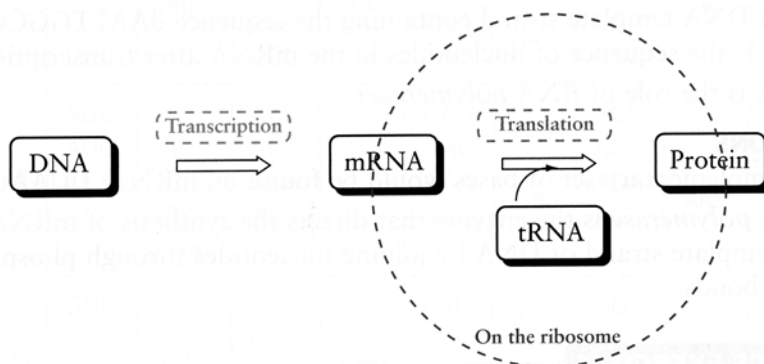 Transcription
Translation
DNA
mRNA
Protein
tRNA
On the ribosome